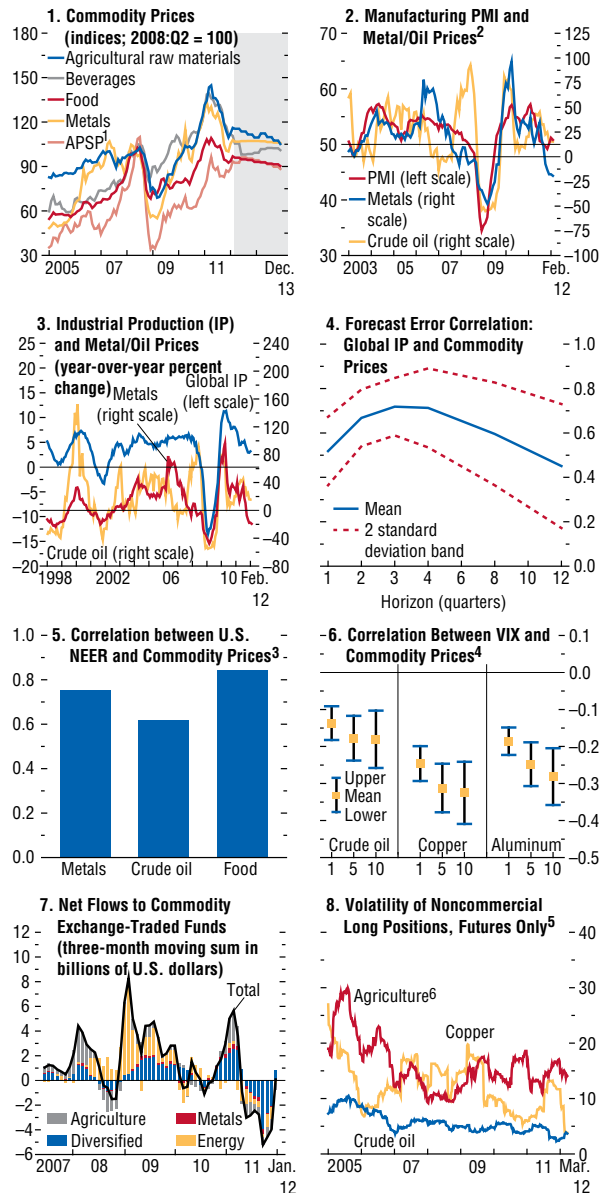 1. Commodity Prices
(indices; 2008:Q2 = 100)
180
150
120
90
60
30
Agricultural raw materials
Beverages
Food
Metals
APSP1
2005 07 09 11 Dec.
13
2. Manufacturing PMI and
Metal/Oil Prices2
70
60
50
40
30
125
100
75
50
25
0
−25
−50
−75
−100
PMI (left scale)
Metals (right
scale)
Crude oil (right scale)
2003 05 07 09 Feb.
12
3. Industrial Production (IP)
and Metal/Oil Prices
(year-over-year percent
change)
25
20
15
10
5
0
−5
−10
−15
−20
240
200
160
120
80
40
0
−40
−80
Metals
(right scale)
Global IP
(left scale)
Crude oil (right scale)
1998 2002 06 10 Feb.
12
4. Forecast Error Correlation:
Global IP and Commodity
Prices
1.0
0.8
0.6
0.4
0.2
0.0
Mean
2 standard
deviation band
1 2 3 4 8 12
Horizon (quarters)
5. Correlation between U.S.
NEER and Commodity Prices3
1.0
0.8
0.6
0.4
0.2
0.0
Metals Crude oil Food
6. Correlation Between VIX and
Commodity Prices4
0.1
0.0
−0.1
−0.2
−0.3
−0.4
−0.5
Upper
Mean
Lower
Crude oil Copper Aluminum
1 5 10 1 5 10 1 5 10
7. Net Flows to Commodity
Exchange-Traded Funds
(three-month moving sum in
billions of U.S. dollars)
12
10
8
6
4
2
0
−2
−4
−6
Total
Agriculture Metals
Diversified Energy
2007 08 09 10 11 Jan.
12
8. Volatility of Noncommercial
Long Positions, Futures Only5
40
30
20
10
0
Agriculture6
Copper
Crude oil
2005 07 09 11 Mar.
12